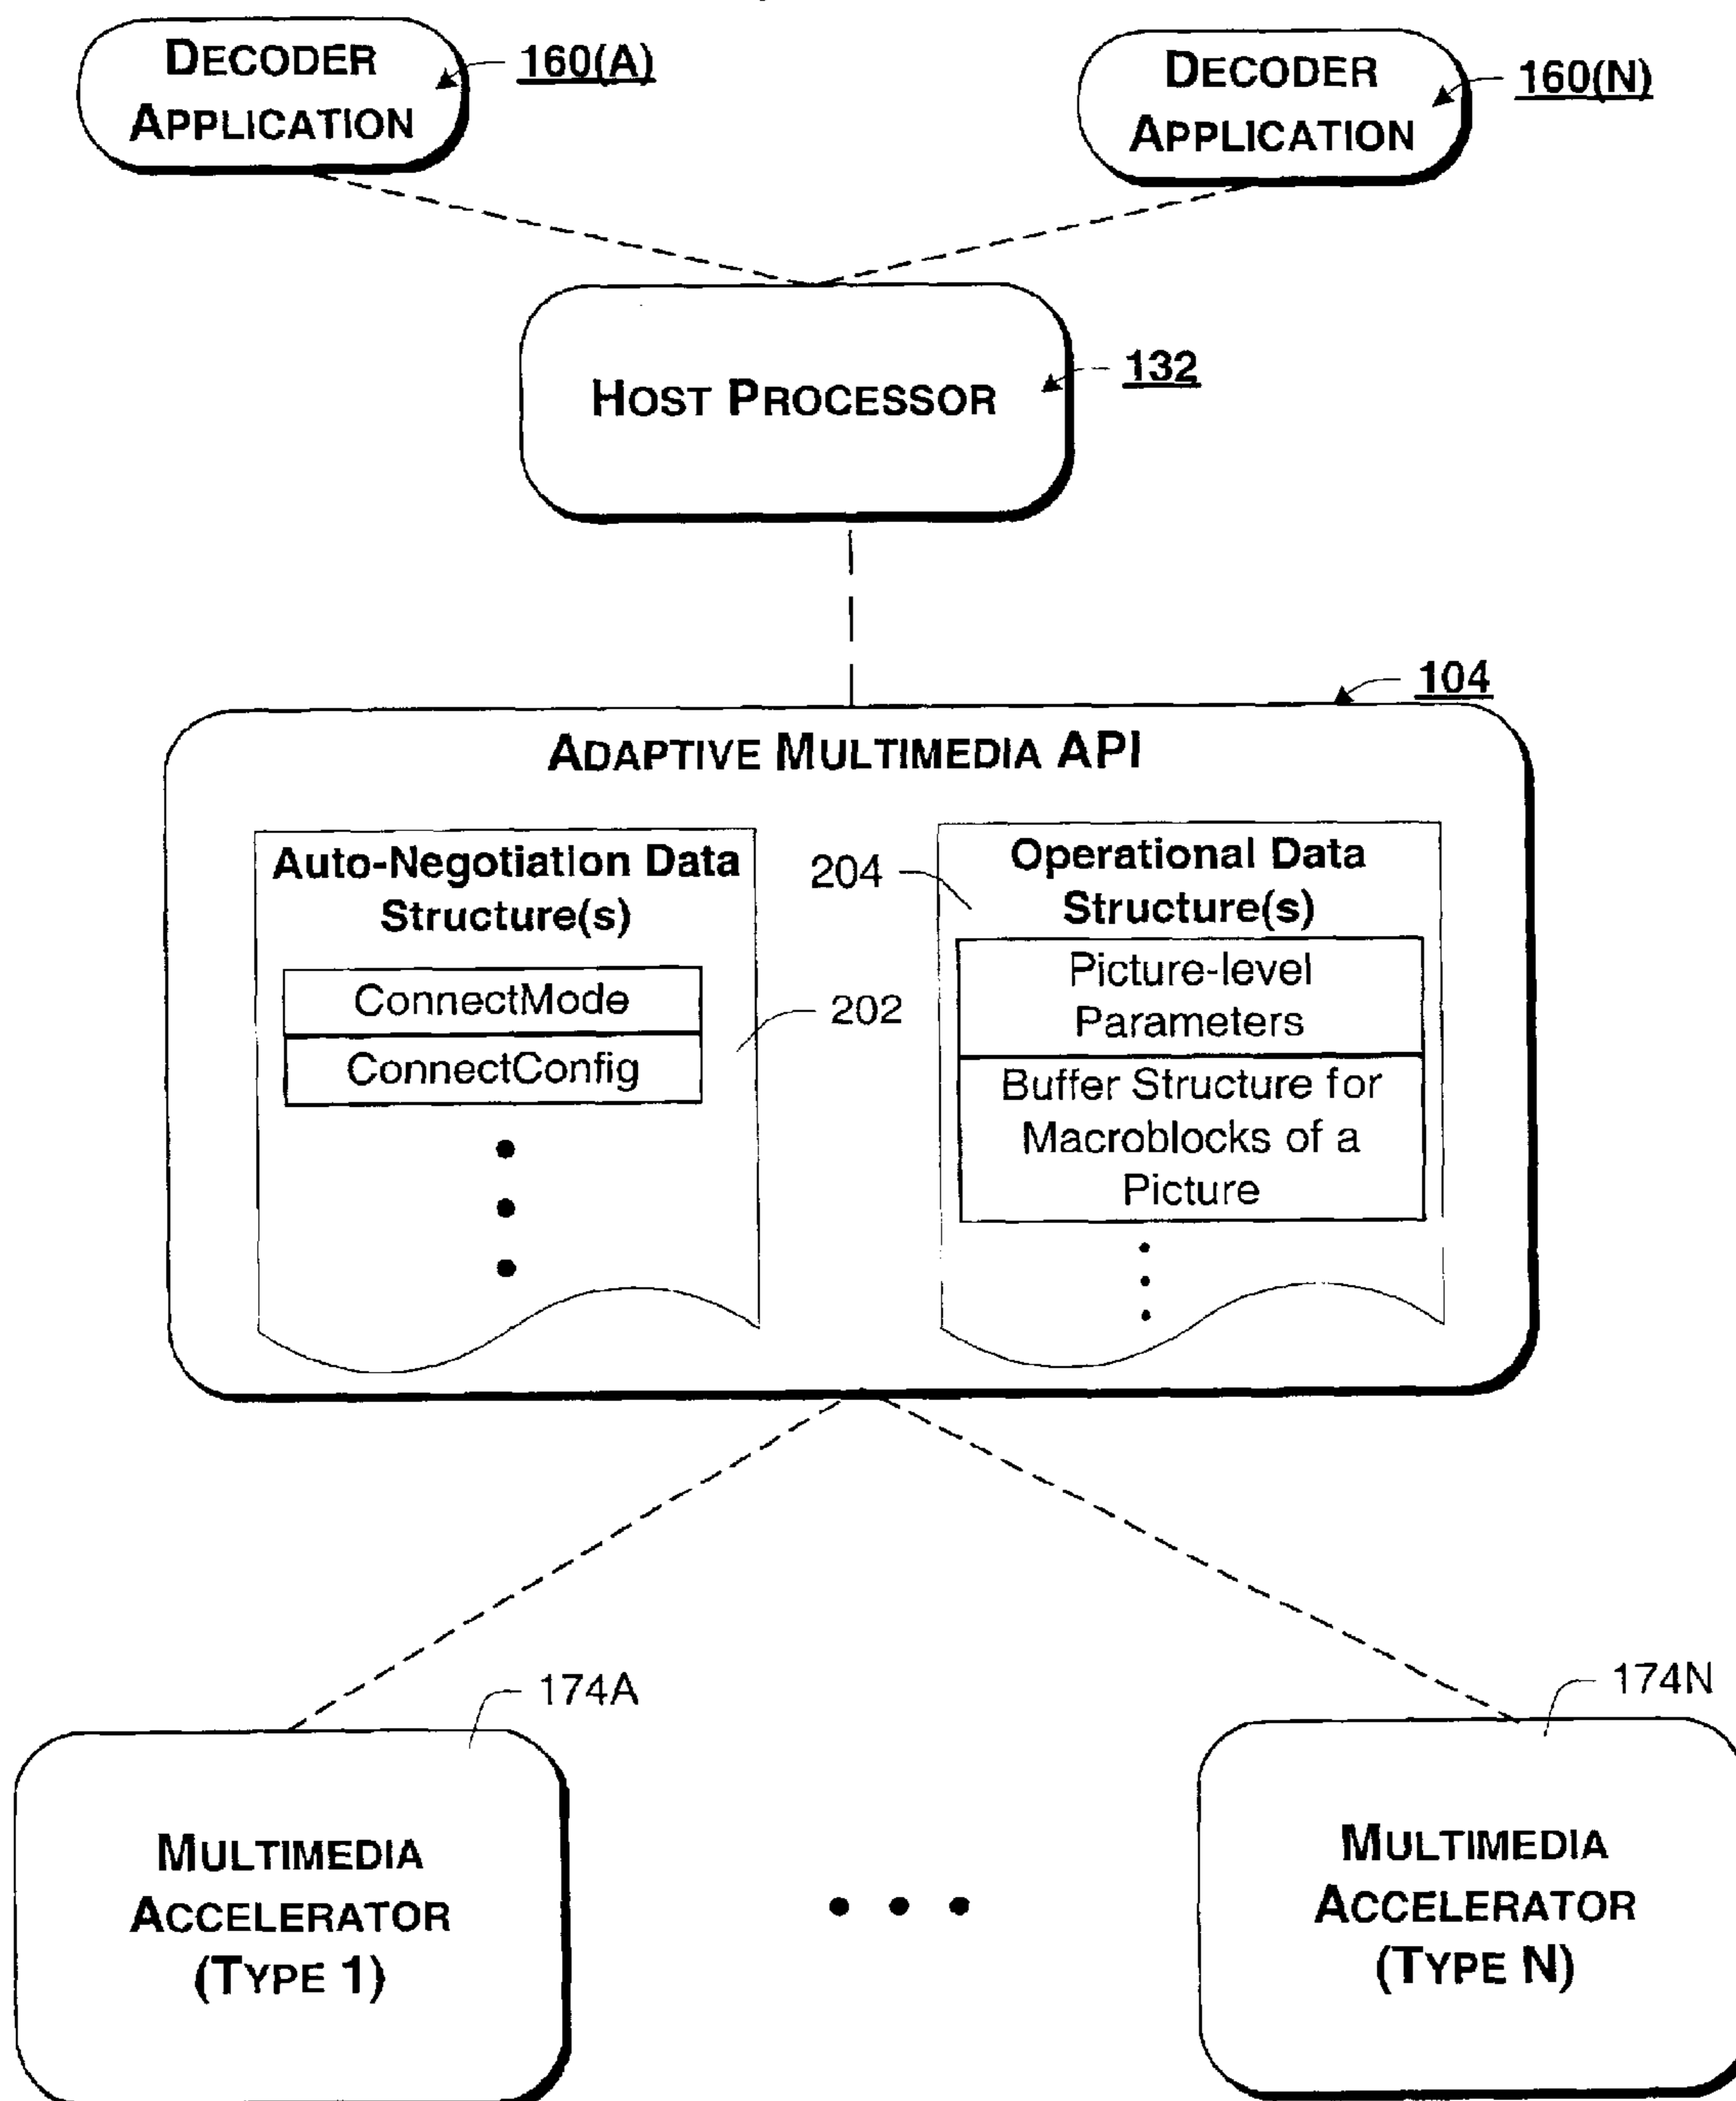 DECODER
APPLICATION
160(A)
DECODER
APPLICATION
160(N)
HOST PROCESSOR
132
104
ADAPTIVE MULTIMEDIA API
Auto-Negotiation Data
Structure(s)
ConnectMode
ConnectConfig
202
204
Operational Data
Structure(s)
Picture-level
Parameters
Buffer Structure for
Macroblocks of a
Picture
174A
MULTIMEDIA
ACCELERATOR
(TYPE 1)
174N
MULTIMEDIA
ACCELERATOR
(TYPE N)